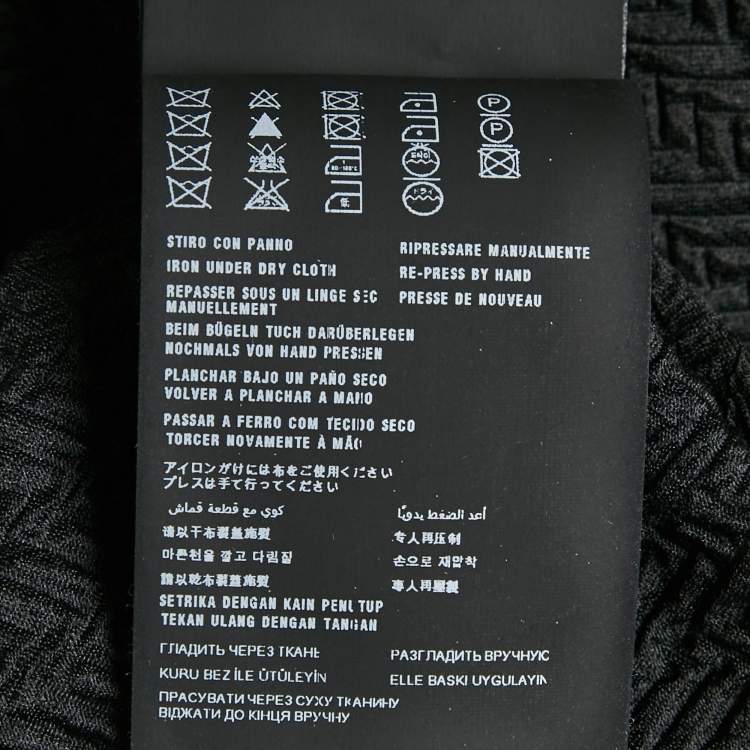 P
P
1
低
ドライ
STIRO CON PANNO
RIPRESSARE MANUALMENTE
IRON UNDER DRY CLOTH
RE-PRESS BY HAND
REPASSER SOUS UN LINGE SEC
PRESSE DE NOUVEAU
MANUELLEMENT
BEIM BÜGELN TUCH DARÜBERLEGEN
NOCHMALS VON HAND PRESSEN
PLANCHAR BAJO UN PAÑO SECO
VOLVER A PLANCHAR A MANO
PASSAR A FERRO COM TECIDO SECO
TORCER NOVAMENTE À MÃO
アイロンがけには布をご使用ください
プレスは手で行ってください
كوي مع قطعة قماش
أعد الضغط يدويًا
请以干布覆盖熨
专人再压制
마른천을 깔고 다림질
손으로 재압착
請以乾布覆蓋
專人再壓製
SETRIKA DENGAN KAIN PENUTUP
TEKAN ULANG DENGAN TANGAN
ГЛАДИТЬ ЧЕРЕЗ ТКАНЬ
РАЗГЛАДИТЬ ВРУЧНУЮ
KURU BEZ İLE ÜTÜLEYİN
ELLE BASKI UYGULAYIN
ПРАСУВАТИ ЧЕРЕЗ СУХУ ТКАНИНУ
ВІДЖАТИ ДО КІНЦЯ ВРУЧНУ